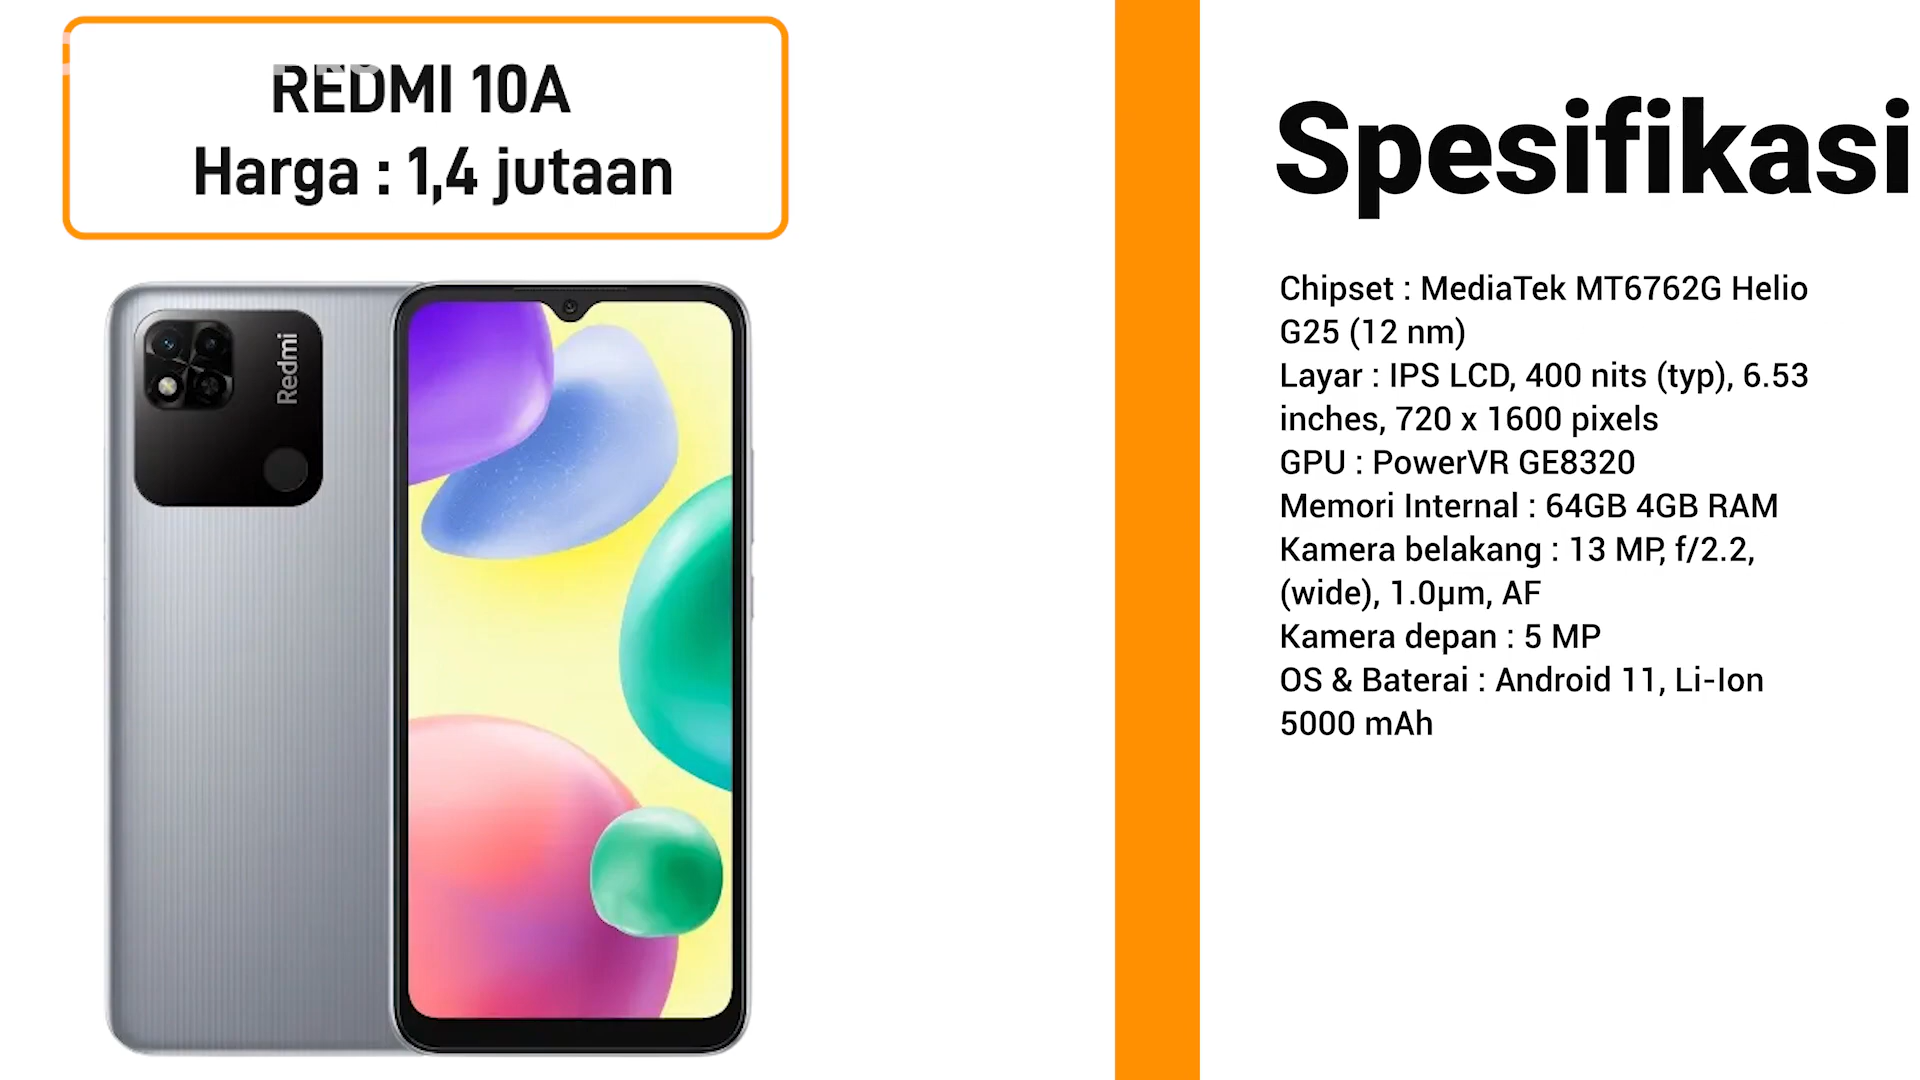 REDMI 10A
Harga : 1,4 jutaan
Redmi
Spesifikasi
Chipset : MediaTek MT6762G Helio
G25 (12 nm)
Layar : IPS LCD, 400 nits (typ), 6.53
inches, 720 x 1600 pixels
GPU : PowerVR GE8320
Memori Internal : 64GB 4GB RAM
Kamera belakang : 13 MP, f/2.2,
(wide), 1.0µm, AF
Kamera depan : 5 MP
OS & Baterai : Android 11, Li-Ion
5000 mAh